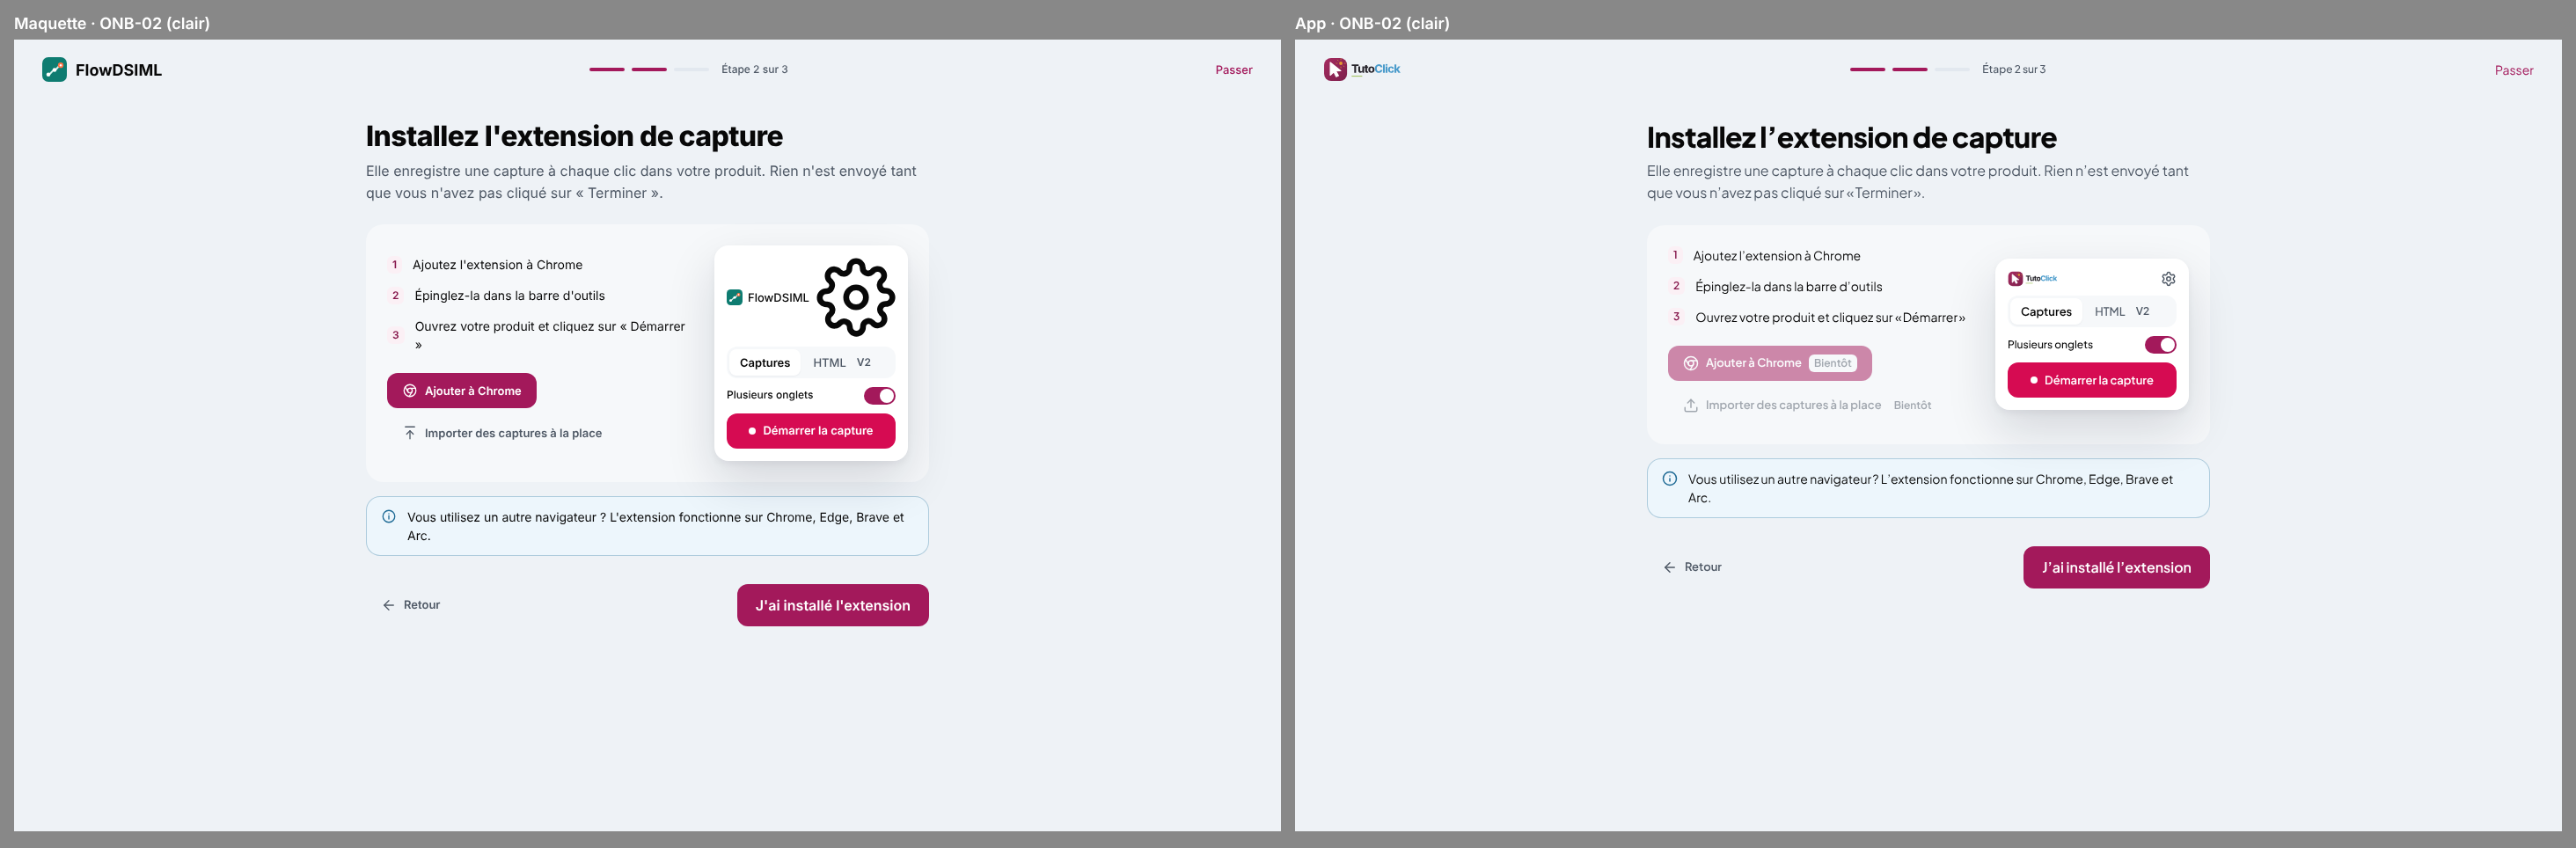 Maquette · ONB-02 (clair)
FlowDSIML
Étape 2 sur 3
Passer
Installez l'extension de capture
Elle enregistre une capture à chaque clic dans votre produit. Rien n'est envoyé tant
que vous n'avez pas cliqué sur « Terminer ».
1 Ajoutez l'extension à Chrome
2 Épinglez-la dans la barre d'outils
3 Ouvrez votre produit et cliquez sur « Démarrer
»
Ajouter à Chrome
Importer des captures à la place
FlowDSIML
Captures HTML V2
Plusieurs onglets
Démarrer la capture
Vous utilisez un autre navigateur ? L'extension fonctionne sur Chrome, Edge, Brave et
Arc.
Retour
J'ai installé l'extension
App · ONB-02 (clair)
TutoClick
Étape 2 sur 3
Passer
Installez l’extension de capture
Elle enregistre une capture à chaque clic dans votre produit. Rien n’est envoyé tant
que vous n’avez pas cliqué sur « Terminer ».
1 Ajoutez l’extension à Chrome
2 Épinglez-la dans la barre d’outils
3 Ouvrez votre produit et cliquez sur « Démarrer »
Ajouter à Chrome Bientôt
Importer des captures à la place Bientôt
TutoClick
Captures HTML V2
Plusieurs onglets
Démarrer la capture
Vous utilisez un autre navigateur ? L’extension fonctionne sur Chrome, Edge, Brave et
Arc.
Retour
J’ai installé l’extension